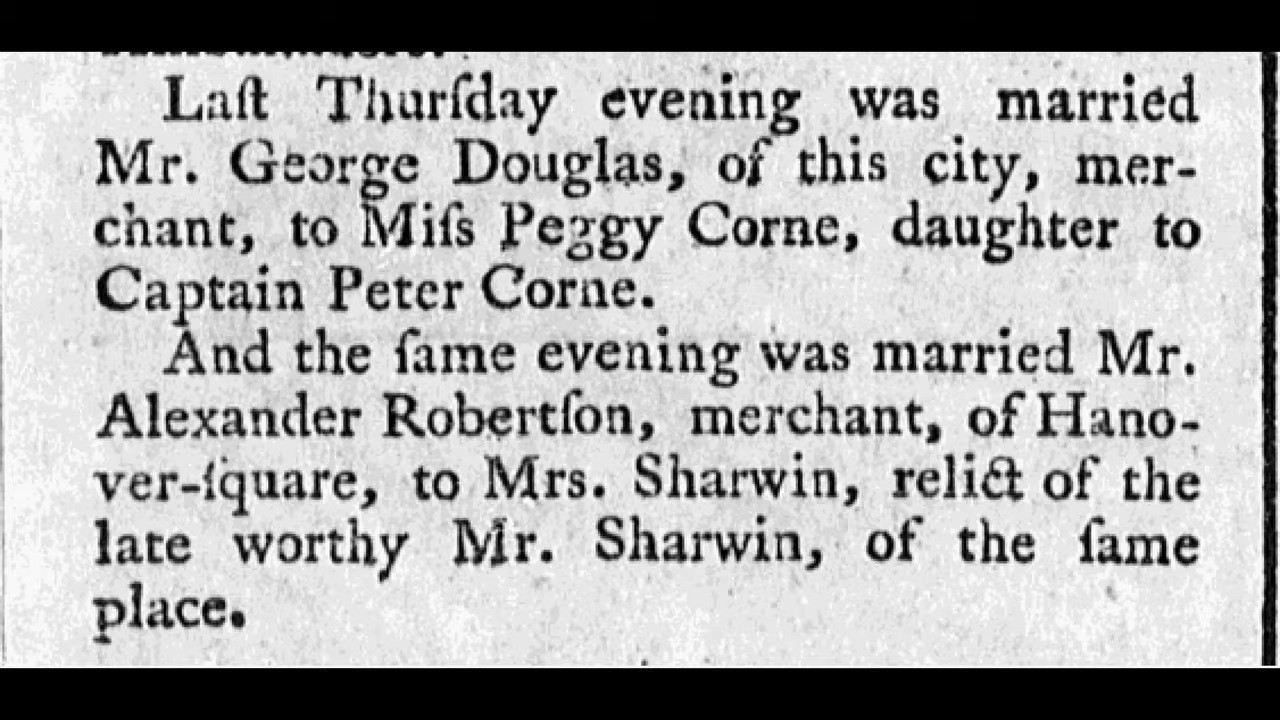 Laſt Thurſday evening was married
Mr. George Douglas, of this city, mer-
chant, to Miſs Peggy Corne, daughter to
Captain Peter Corne.
And the ſame evening was married Mr.
Alexander Robertſon, merchant, of Hano-
ver-ſquare, to Mrs. Sharwin, relict of the
late worthy Mr. Sharwin, of the ſame
place.